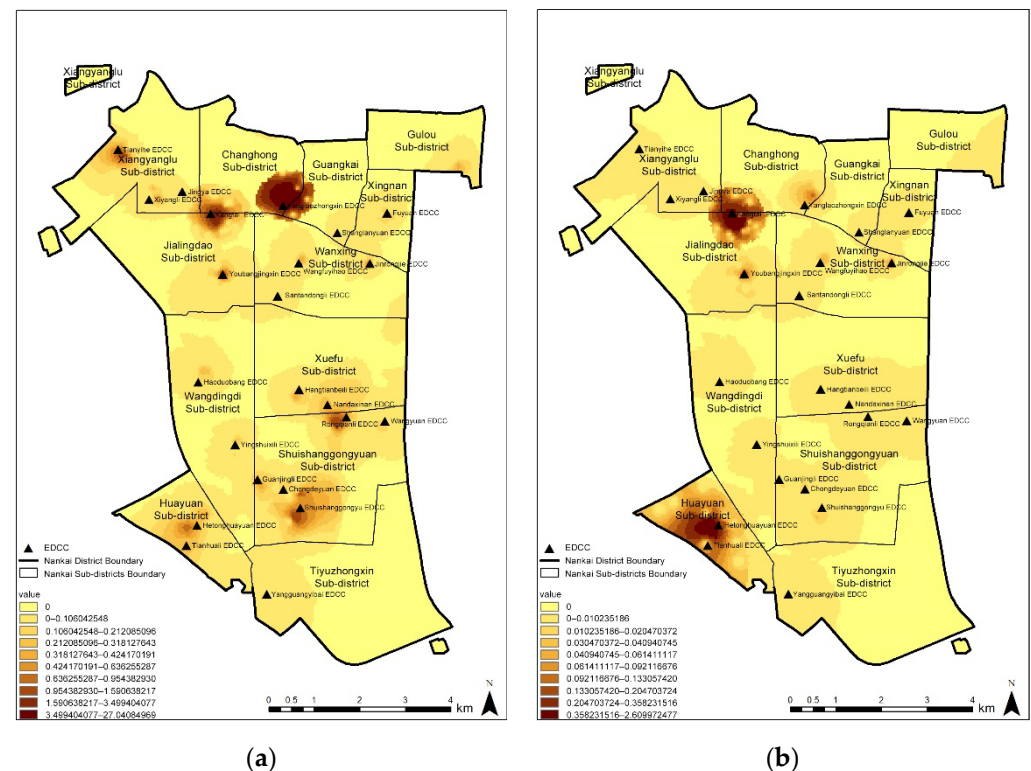 Xiangyanglu
Sub-district
Gulou
Sub-district
Tianyihe EDCC
Xiangyanglu
Sub-district
Changhong
Sub-district
Guangkai
Sub-district
Xingnan
Sub-district
Jingya EDCC
Xiyangli EDCC
EDCC
Fuyuan EDCC
Shanglanyuan EDCC
Jialingdao
Sub-district
Wanxing
Sub-district
Wangfuyihao EDCC
Jinrongjie EDCC
Youbangjingxin EDCC
Santandongli EDCC
Xuefu
Sub-district
Haoduobang EDCC
Hangtianbeili EDCC
Wangdingdi
Sub-district
Nandaxinan EDCC
Rongqianli EDCC
Wangyuan EDCC
Yingshuixili EDCC
Shuishanggongyuan
Sub-district
Guanjingli EDCC
Chongdeyuan EDCC
Shuishanggongyu EDCC
Huayuan
Sub-district
Hetonghuayuan EDCC
Tianhuali EDCC
Tiyuzhongxin
Sub-district
Yangguangyibai EDCC
EDCC
Nankai District Boundary
Nankai Sub-districts Boundary
value
0
0–0.106042548
0.106042548–0.212085096
0.212085096–0.318127643
0.318127643–0.424170191
0.424170191–0.636255287
0.636255287–0.954382930
0.954382930–1.590638217
1.590638217–3.499404077
3.499404077–27.04084969
0 0.5 1 2 3 4
km
N
(a)
Xiangyanglu
Sub-district
Gulou
Sub-district
Tianyihe EDCC
Xiangyanglu
Sub-district
Changhong
Sub-district
Guangkai
Sub-district
Xingnan
Sub-district
EDCC
Xiyangli EDCC
Yanglaozhongxin EDCC
Fuyuan EDCC
Shanglanyuan EDCC
Jialingdao
Sub-district
Wanxing
Sub-district
Wangfuyihao EDCC
Jinrongjie EDCC
Youbangjingxin EDCC
Santandongli EDCC
Xuefu
Sub-district
Haoduobang EDCC
Hangtianbeili EDCC
Wangdingdi
Sub-district
Nandaxinan EDCC
Rongqianli EDCC
Wangyuan EDCC
Yingshuixili EDCC
Shuishanggongyuan
Sub-district
Guanjingli EDCC
Chongdeyuan EDCC
Shuishanggongyu EDCC
Huayuan
Sub-district
Hetonghuayuan EDCC
Tianhuali EDCC
Tiyuzhongxin
Sub-district
Yangguangyibai EDCC
EDCC
Nankai District Boundary
Nankai Sub-districts Boundary
value
0
0–0.010235186
0.010235186–0.020470372
0.030470372–0.040940745
0.040940745–0.061411117
0.061411117–0.092116676
0.092116676–0.133057420
0.133057420–0.204703724
0.204703724–0.358231516
0.358231516–2.609972477
0 0.5 1 2 3 4
km
N
(b)